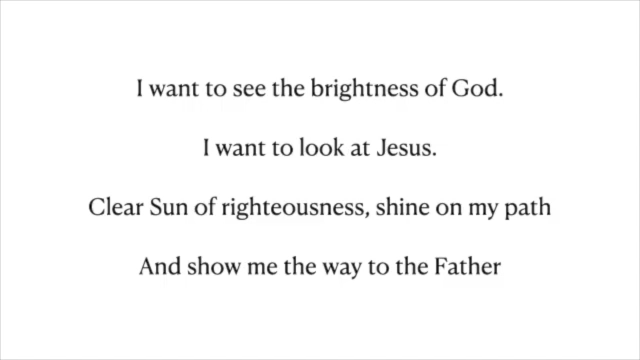 I want to see the brightness of God.
I want to look at Jesus.
Clear Sun of righteousness, shine on my path
And show me the way to the Father